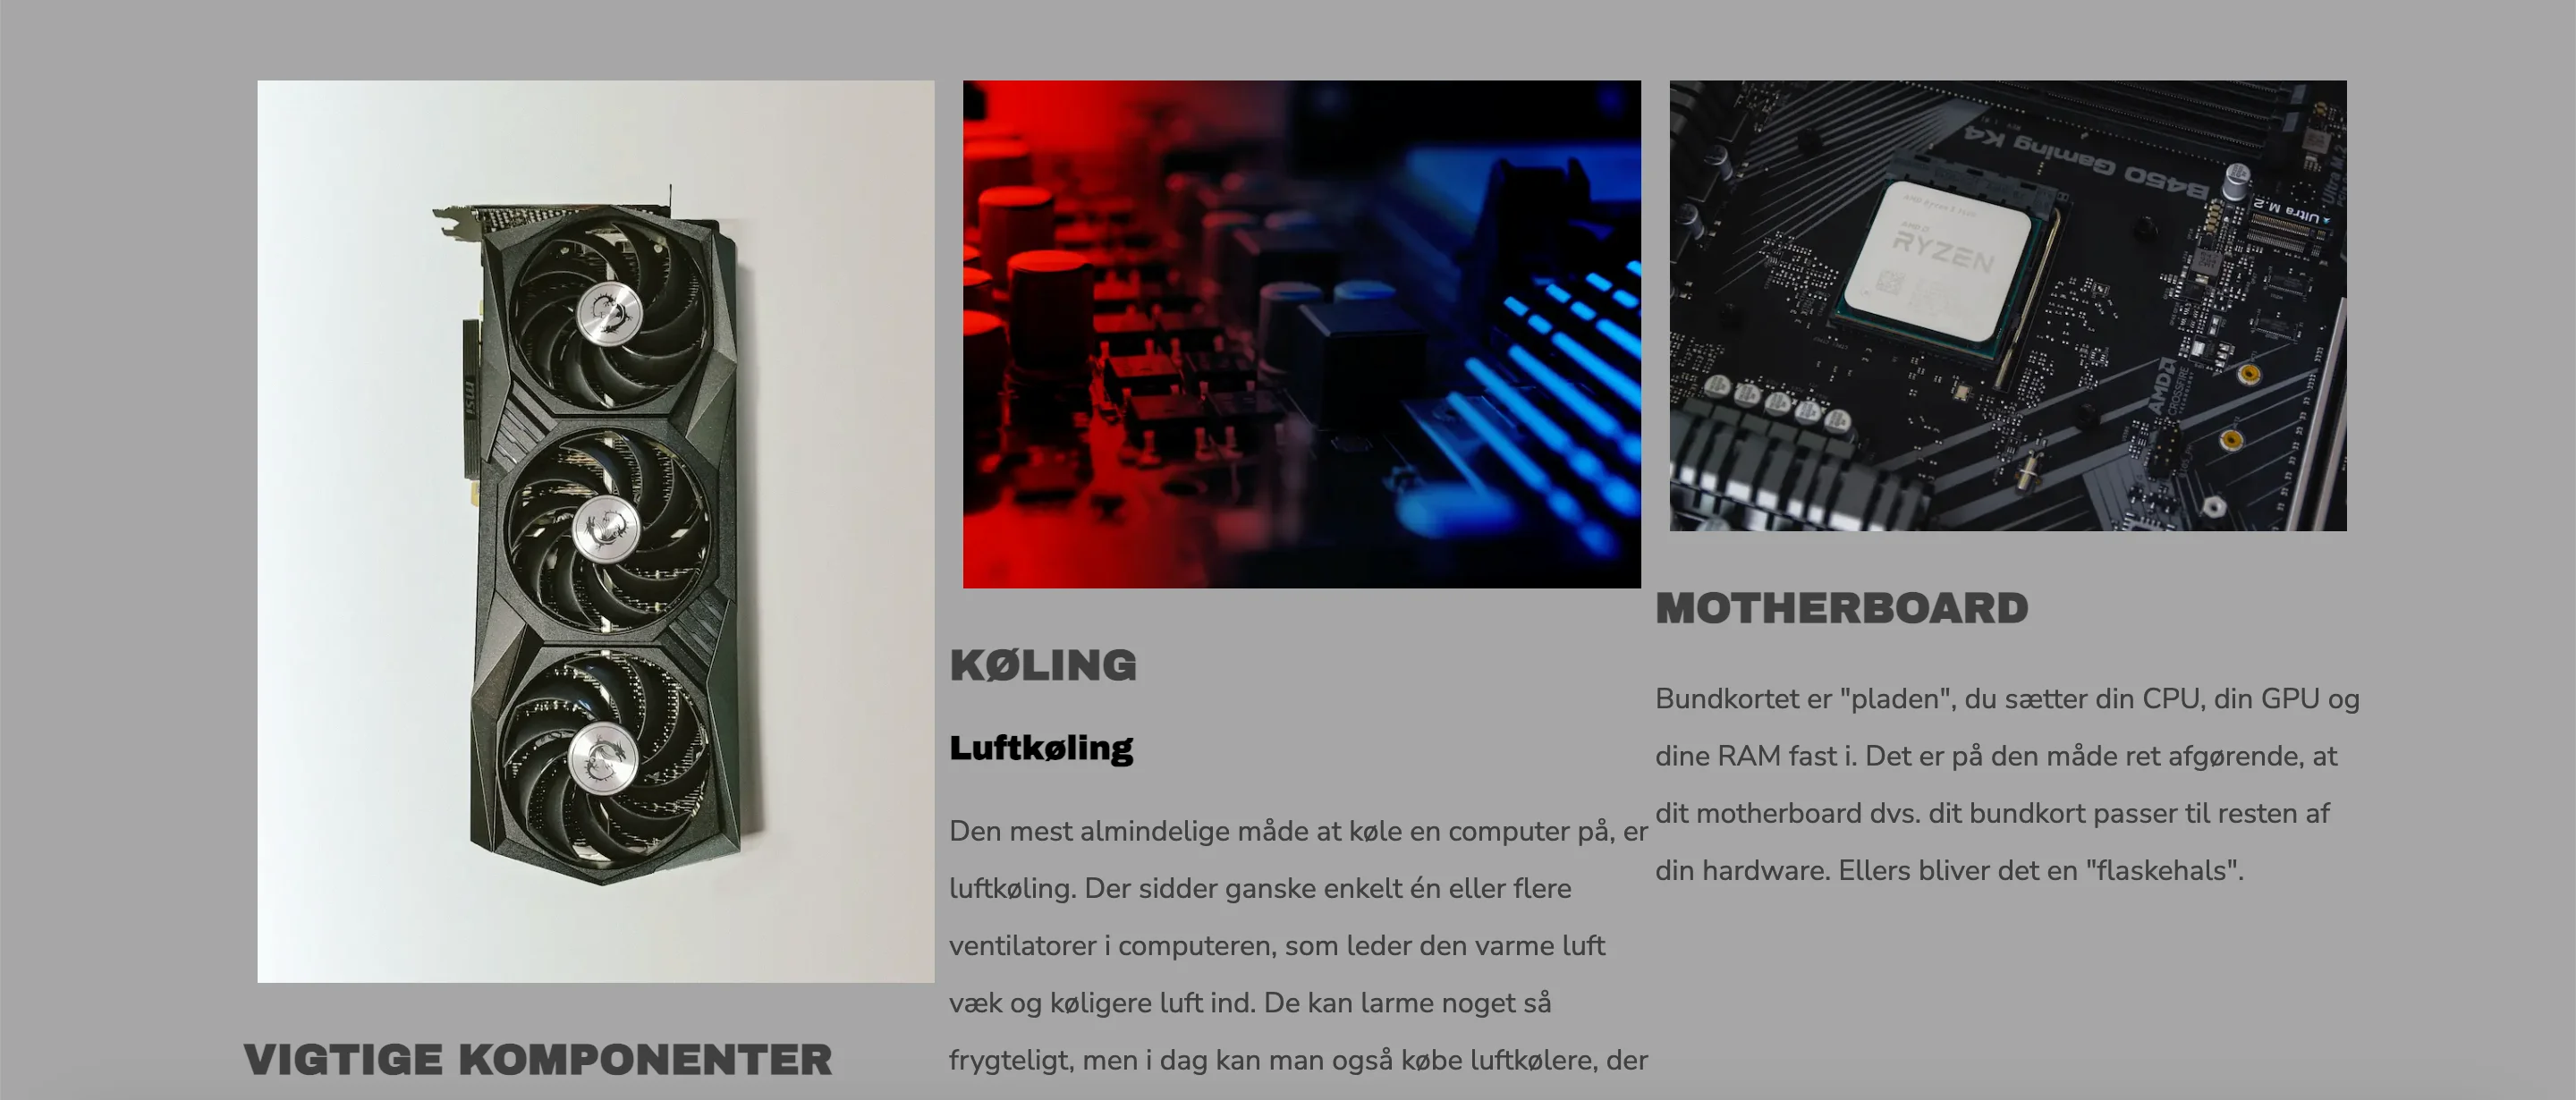 B450 Gaming K4
Ultra M.2
AMD
RYZEN
AMD
CROSSFIRE
msi
MOTHERBOARD
Bundkortet er "pladen", du sætter din CPU, din GPU og
dine RAM fast i. Det er på den måde ret afgørende, at
dit motherboard dvs. dit bundkort passer til resten af
din hardware. Ellers bliver det en "flaskehals".
KØLING
Luftkøling
Den mest almindelige måde at køle en computer på, er
luftkøling. Der sidder ganske enkelt én eller flere
ventilatorer i computeren, som leder den varme luft
væk og køligere luft ind. De kan larme noget så
frygteligt, men i dag kan man også købe luftkølere, der
VIGTIGE KOMPONENTER